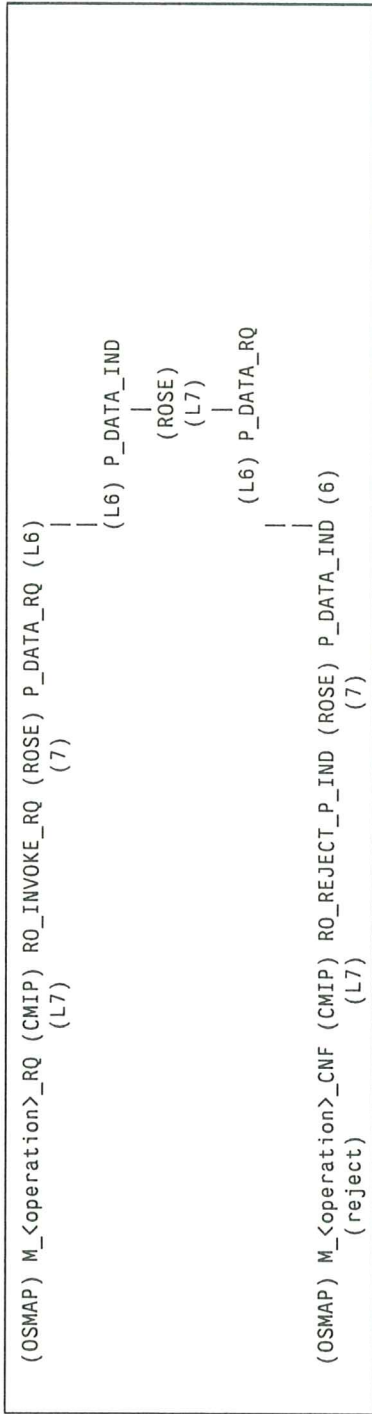 (OSMAP) M_<operation>_RQ (CMIP) RO_INVOKE_RQ (ROSE) P_DATA_RQ (L6)
(L7) (7)
(L6) P_DATA_IND
(ROSE)
(L7)
(L6) P_DATA_RQ
(OSMAP) M_<operation>_CNF (CMIP) RO_REJECT_P_IND (ROSE) P_DATA_IND (6)
(reject) (L7) (7)